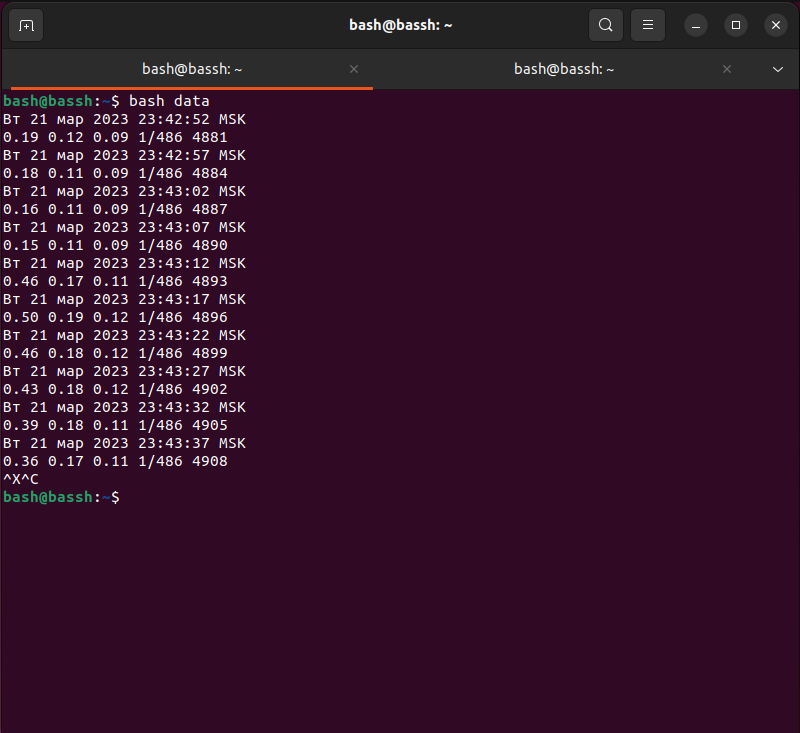 bash@bassh: ~
bash@bassh: ~
bash@bassh: ~
bash@bassh:~$ bash data
Вт 21 мар 2023 23:42:52 MSK
0.19 0.12 0.09 1/486 4881
Вт 21 мар 2023 23:42:57 MSK
0.18 0.11 0.09 1/486 4884
Вт 21 мар 2023 23:43:02 MSK
0.16 0.11 0.09 1/486 4887
Вт 21 мар 2023 23:43:07 MSK
0.15 0.11 0.09 1/486 4890
Вт 21 мар 2023 23:43:12 MSK
0.46 0.17 0.11 1/486 4893
Вт 21 мар 2023 23:43:17 MSK
0.50 0.19 0.12 1/486 4896
Вт 21 мар 2023 23:43:22 MSK
0.46 0.18 0.12 1/486 4899
Вт 21 мар 2023 23:43:27 MSK
0.43 0.18 0.12 1/486 4902
Вт 21 мар 2023 23:43:32 MSK
0.39 0.18 0.11 1/486 4905
Вт 21 мар 2023 23:43:37 MSK
0.36 0.17 0.11 1/486 4908
^X^C
bash@bassh:~$